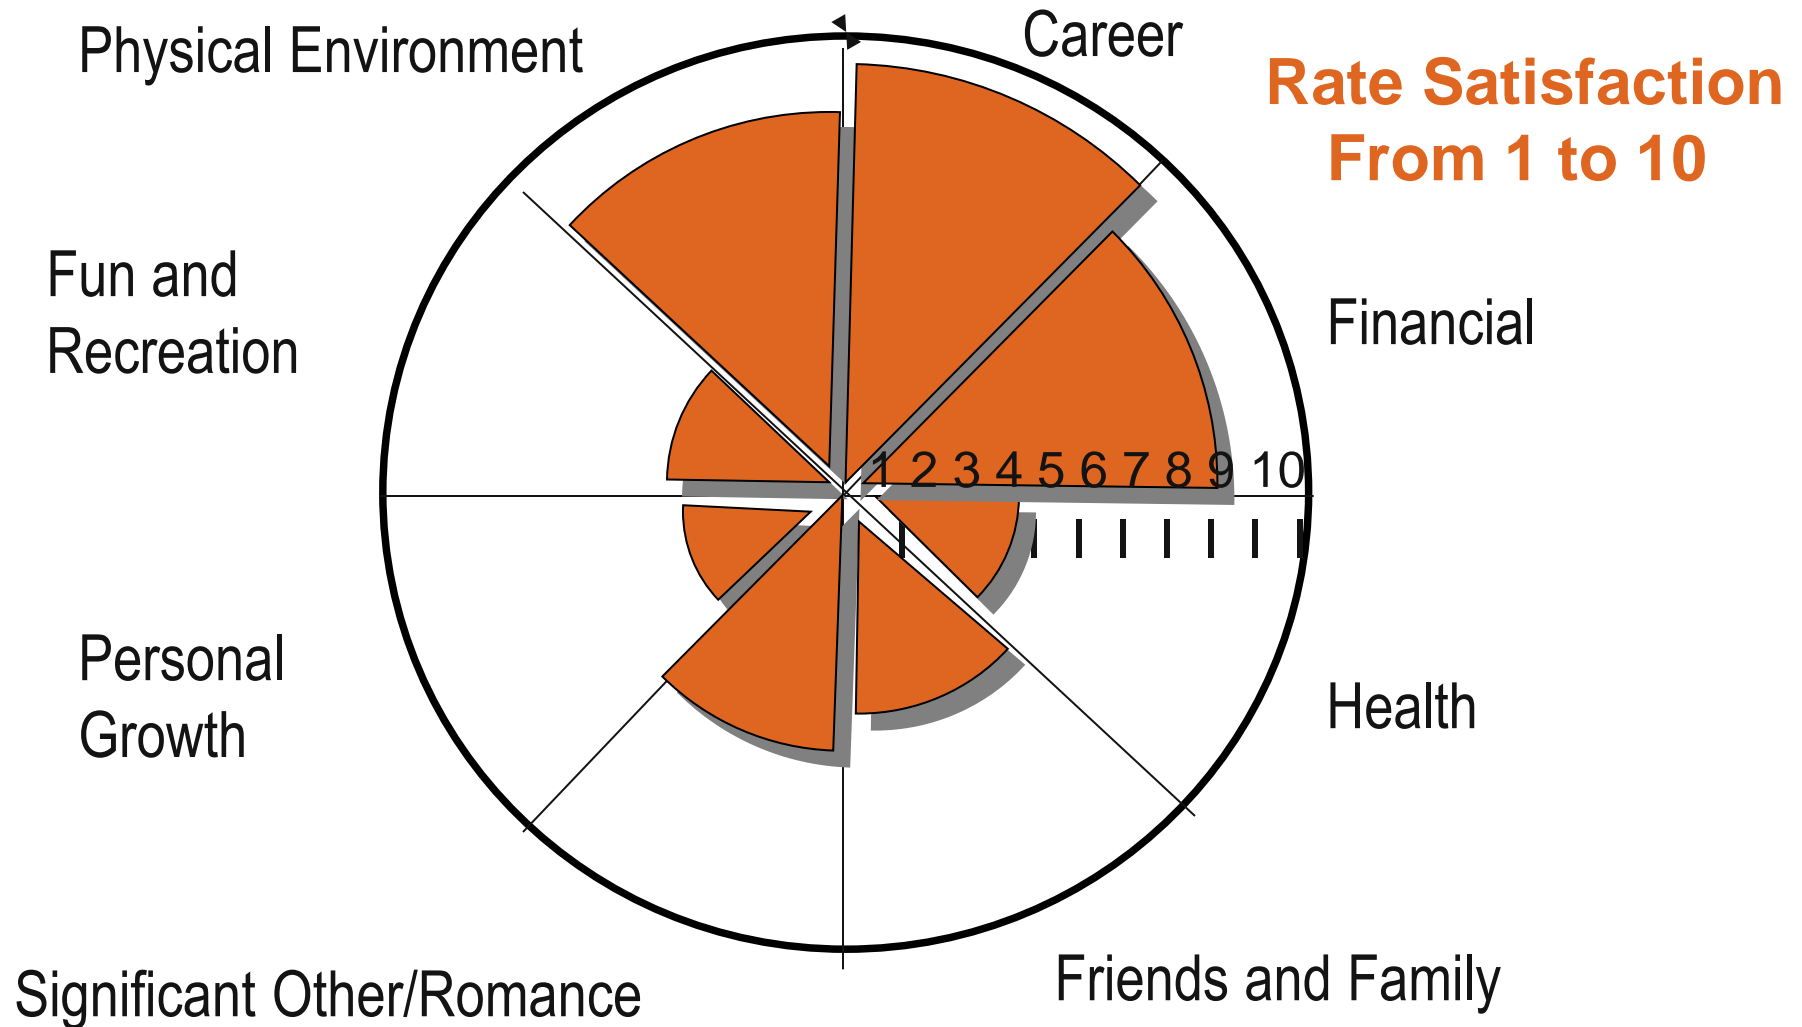 Physical Environment
Career
Rate Satisfaction
From 1 to 10
Fun and
Recreation
Financial
1 2 3 4 5 6 7 8 9 10
Personal
Growth
Health
Significant Other/Romance
Friends and Family